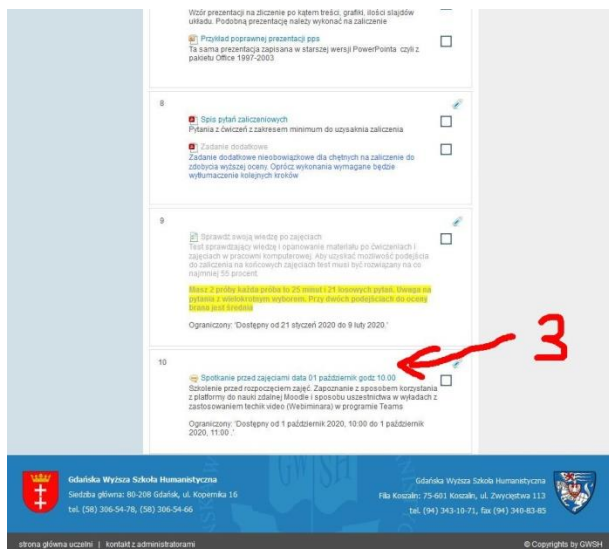 Wzór prezentacji na zliczenie po kątem treści, grafiki, ilości slajdów
układu. Podobną prezentację należy wykonać na zaliczenie
Przykład poprawnej prezentacji pps
Ta sama prezentacja zapisana w starszej wersji PowerPointa czyli z
pakietu Office 1997-2003
8
Spis pytań zaliczeniowych
Pytania z ćwiczeń z zakresem minimum do uzysaknia zaliczenia
Zadanie dodatkowe
Zadanie dodatkowe nieobowiązkowe dla chętnych na zaliczenie do
zdobycia wyższej oceny. Oprócz wykonania wymagane będzie
wytłumaczenie kolejnych kroków
9
Sprawdź swoją wiedzę po zajęciach
Test sprawdzający wiedzę i opanowanie materiału po ćwiczeniach i
zajęciach w pracowni komputerowej. Aby uzyskać możliwość podejścia
do zaliczenia na końcowych zajęciach test musi być rozwiązany na co
najmniej 55 procent
Masz 2 próby każda próba to 25 minut i 21 losowych pytań. Uwaga na
pytania z wielokrotnym wyborem. Przy dwóch podejściach do oceny
brana jest średnia
Ograniczony: 'Dostępny od 21 styczeń 2020 do 9 luty 2020.'
3
10
Spotkanie przed zajęciami data 01 październik godz 10.00
Szkolenie przed rozpoczęciem zajęć. Zapoznanie z sposobem korzystania
z platformy do nauki zdalnej Moodle i sposobu uszestnictwa w wykładach z
zastosowaniem techik video (Webiminara) w programie Teams
Ograniczony: 'Dostępny od 1 październik 2020, 10:00 do 1 październik
2020, 11:00 .'
GWSH
Gdańska Wyższa Szkoła Humanistyczna
Siedziba główna: 80-208 Gdańsk, ul. Kopernika 16
tel. (58) 306-54-78, (58) 306-54-66
Gdańska Wyższa Szkoła Humanistyczna
Filia Koszalin: 75-601 Koszalin, ul. Zwycięstwa 113
tel. (94) 343-10-71, fax (94) 340-83-85
strona główna uczelni | kontakt z administratorami
© Copyrights by GWSH